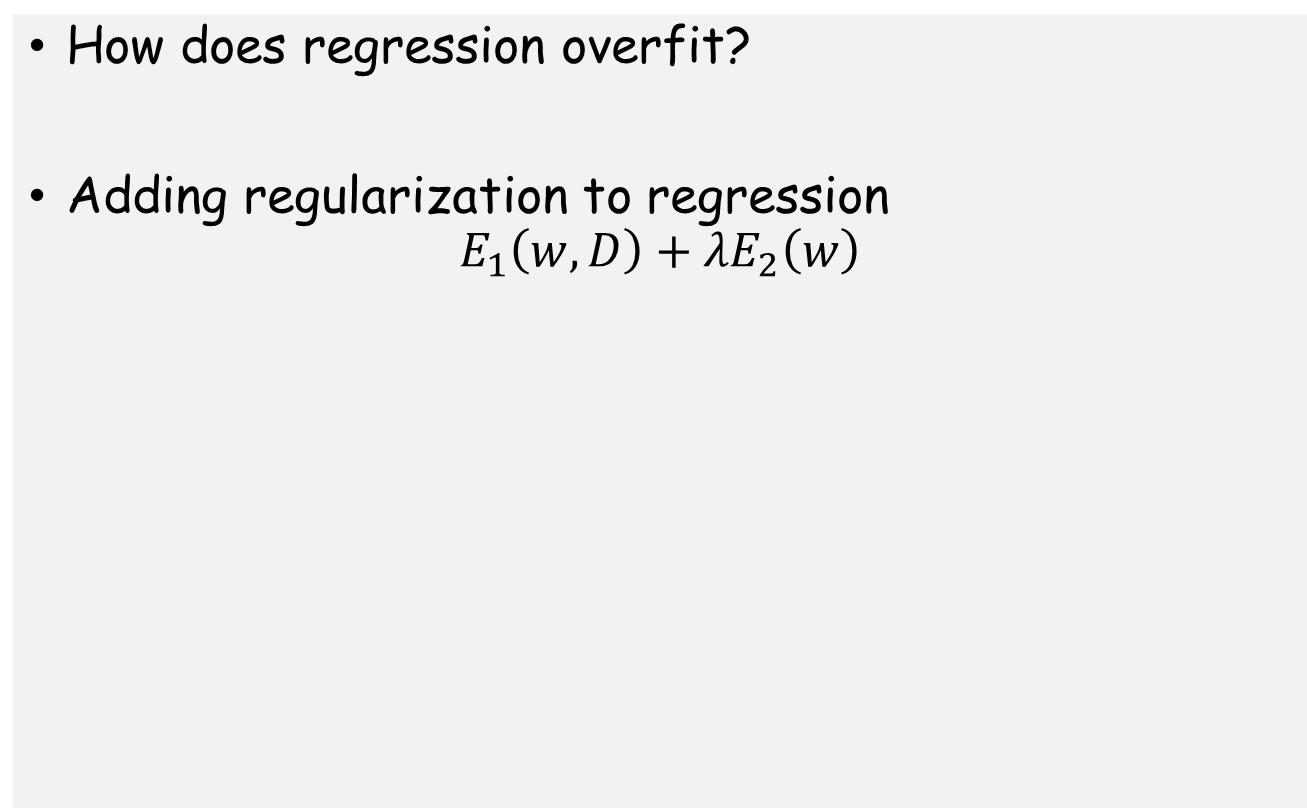 • How does regression overfit?
• Adding regularization to regression
E₁(w, D) + λE₂(w)